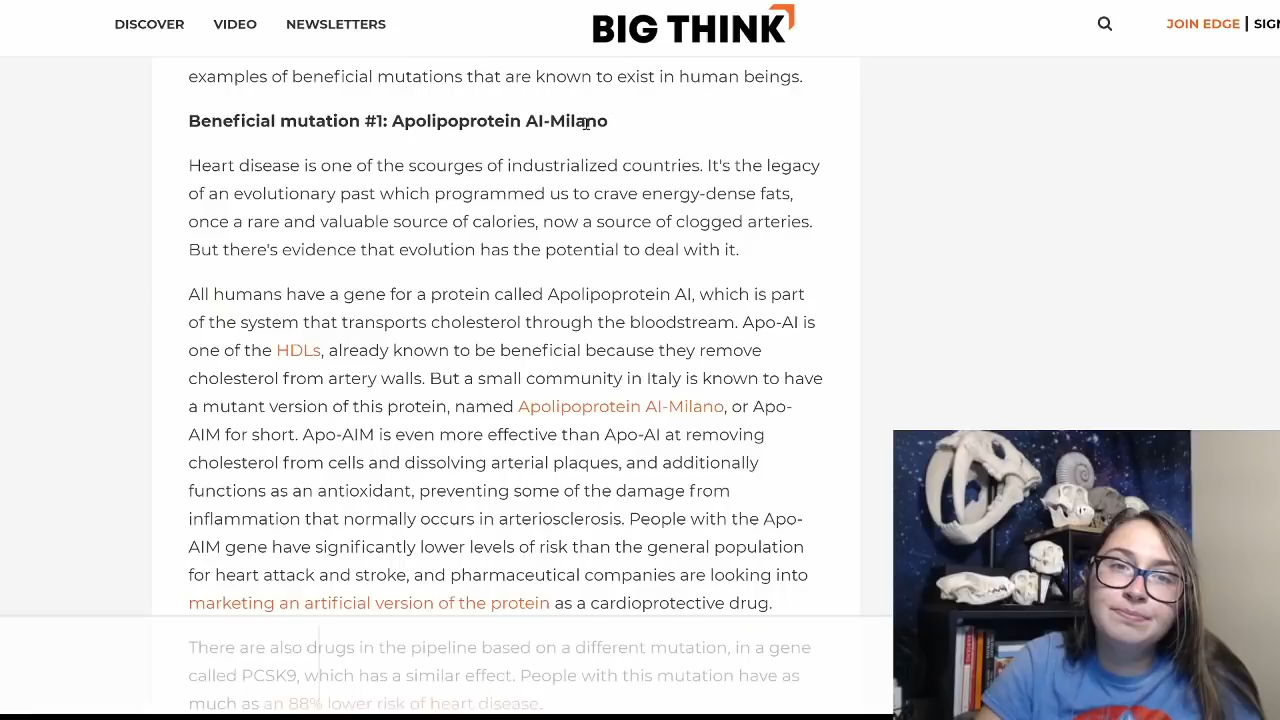 DISCOVER VIDEO NEWSLETTERS BIG THINK JOIN EDGE | SIGN
examples of beneficial mutations that are known to exist in human beings.
Beneficial mutation #1: Apolipoprotein AI-Milano
Heart disease is one of the scourges of industrialized countries. It's the legacy
of an evolutionary past which programmed us to crave energy-dense fats,
once a rare and valuable source of calories, now a source of clogged arteries.
But there's evidence that evolution has the potential to deal with it.
All humans have a gene for a protein called Apolipoprotein AI, which is part
of the system that transports cholesterol through the bloodstream. Apo-AI is
one of the HDLs, already known to be beneficial because they remove
cholesterol from artery walls. But a small community in Italy is known to have
a mutant version of this protein, named Apolipoprotein AI-Milano, or Apo-
AIM for short. Apo-AIM is even more effective than Apo-AI at removing
cholesterol from cells and dissolving arterial plaques, and additionally
functions as an antioxidant, preventing some of the damage from
inflammation that normally occurs in arteriosclerosis. People with the Apo-
AIM gene have significantly lower levels of risk than the general population
for heart attack and stroke, and pharmaceutical companies are looking into
marketing an artificial version of the protein as a cardioprotective drug.
There are also drugs in the pipeline based on a different mutation, in a gene
called PCSK9, which has a similar effect. People with this mutation have as
much as an 88% lower risk of heart disease.